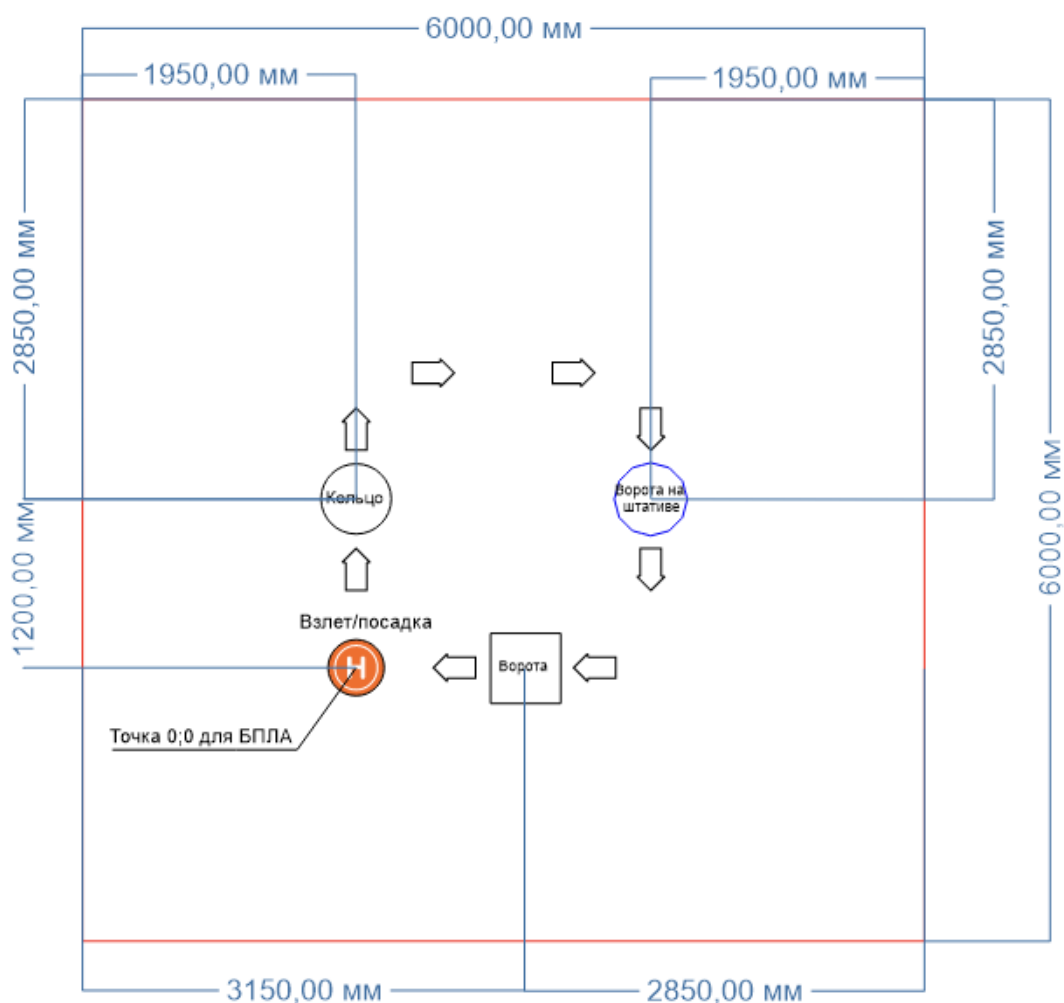 6000,00 мм
1950,00 мм
1950,00 мм
2850,00 мм
2850,00 мм
Кольцо
Ворота на
штативе
1200,00 мм
6000,00 мм
Взлет/посадка
H
Ворота
Точка 0;0 для БПЛА
3150,00 мм
2850,00 мм